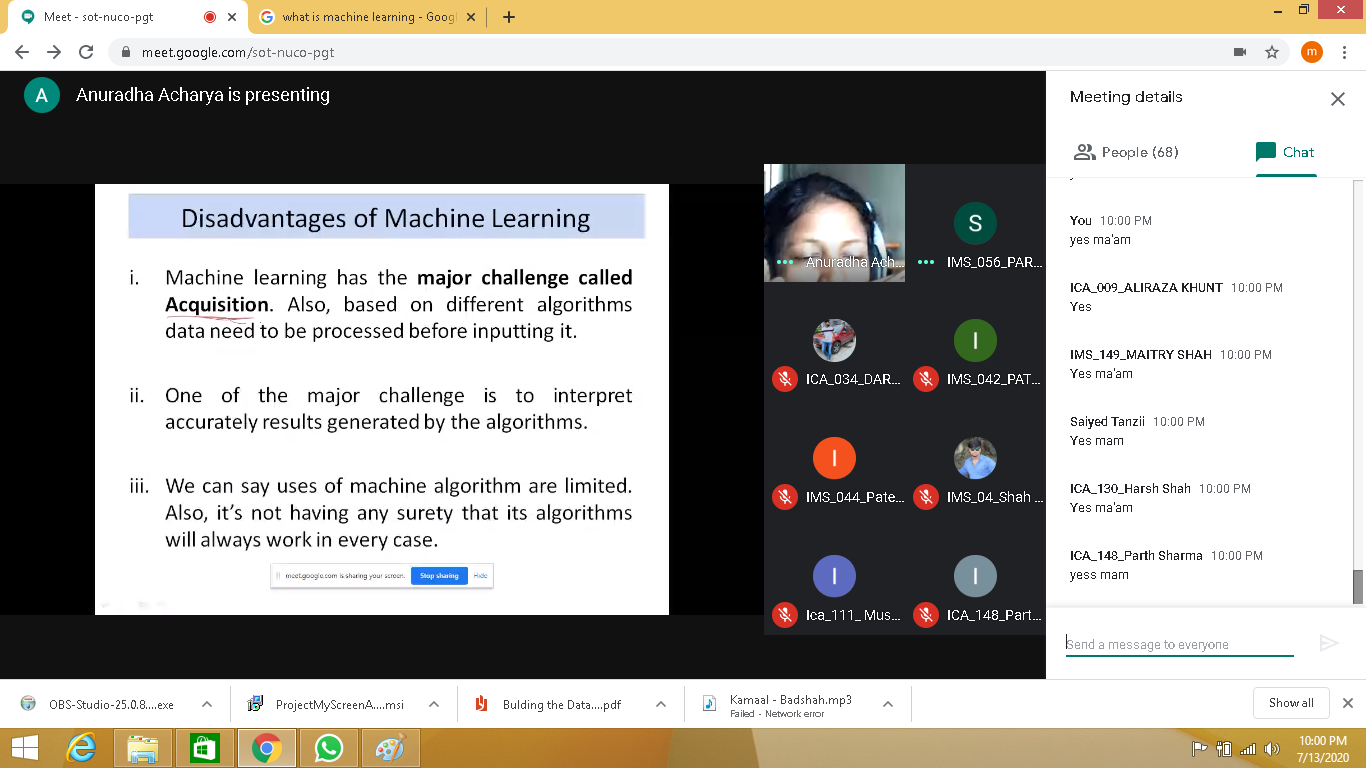 Meet - sot-nuco-pgt
what is machine learning - Goog
meet.google.com/sot-nuco-pgt
m
A
Anuradha Acharya is presenting
Disadvantages of Machine Learning
i. Machine learning has the major challenge called
Acquisition. Also, based on different algorithms
data need to be processed before inputting it.
ii. One of the major challenge is to interpret
accurately results generated by the algorithms.
iii. We can say uses of machine algorithm are limited.
Also, it's not having any surety that its algorithms
will always work in every case.
meet.google.com is sharing your screen. Stop sharing Hide
Anuradha Ach...
S
IMS_056_PAR...
ICA_034_DAR...
I
IMS_042_PAT...
I
IMS_044_Pate...
IMS_04_Shah ...
I
Ica_111_ Mus...
I
ICA_148_Part...
Meeting details
People (68)
Chat
You 10:00 PM
yes ma'am
ICA_009_ALIRAZA KHUNT 10:00 PM
Yes
IMS_149_MAITRY SHAH 10:00 PM
Yes ma'am
Saiyed Tanzii 10:00 PM
Yes mam
ICA_130_Harsh Shah 10:00 PM
Yes ma'am
ICA_148_Parth Sharma 10:00 PM
yess mam
Send a message to everyone
OBS-Studio-25.0.8....exe
ProjectMyScreenA....msi
Bulding the Data....pdf
Kamaal - Badshah.mp3
Failed - Network error
Show all
10:00 PM
7/13/2020